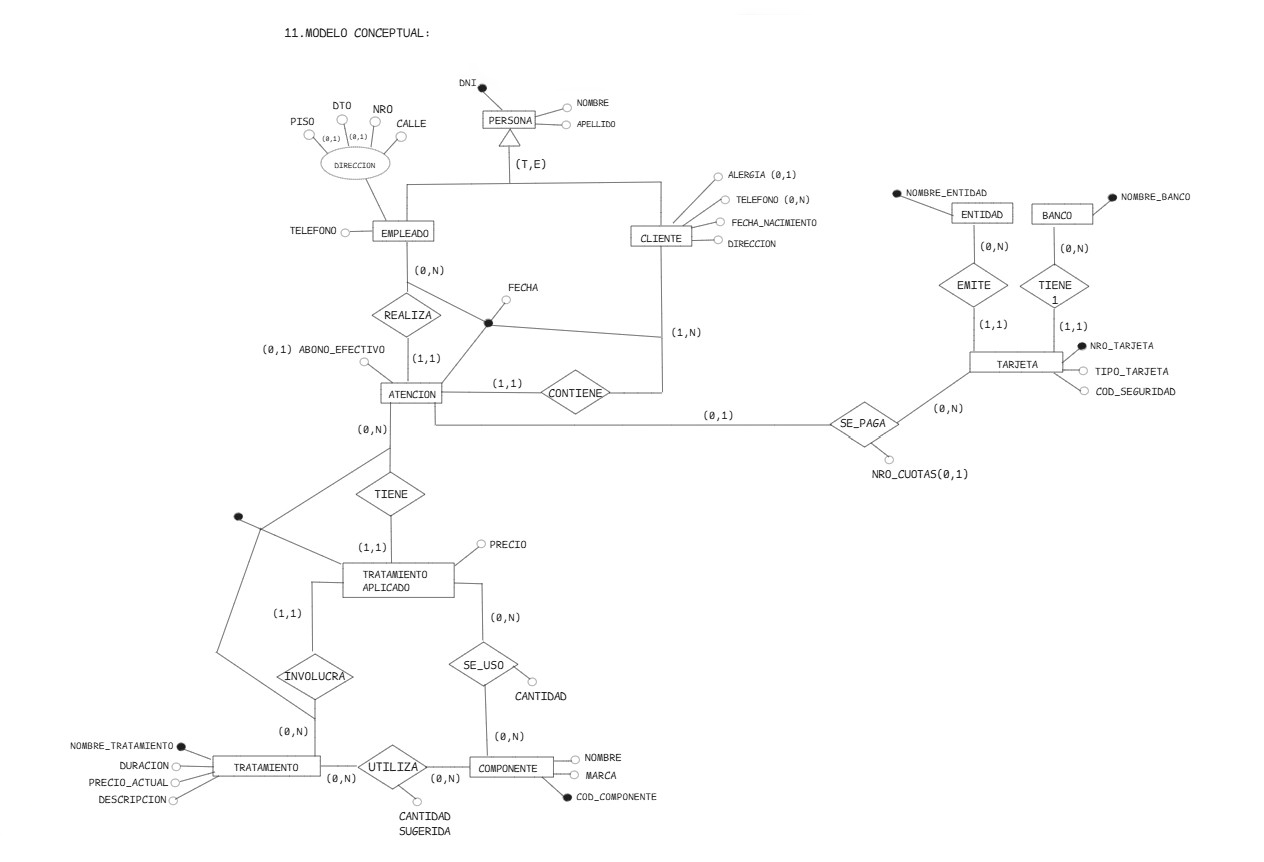 11.MODELO CONCEPTUAL:
DNI
NOMBRE
PERSONA
APELLIDO
(T,E)
PISO
DTO
NRO
CALLE
(0,1)
(0,1)
DIRECCION
TELEFONO
EMPLEADO
ALERGIA (0,1)
TELEFONO (0,N)
FECHA_NACIMIENTO
DIRECCION
CLIENTE
NOMBRE_ENTIDAD
ENTIDAD
BANCO
NOMBRE_BANCO
(0,N)
(0,N)
EMITE
TIENE
1
(1,1)
(1,1)
NRO_TARJETA
TARJETA
TIPO_TARJETA
COD_SEGURIDAD
(0,N)
FECHA
REALIZA
(1,N)
(0,1) ABONO_EFECTIVO
(1,1)
ATENCION
(1,1)
CONTIENE
(0,1)
SE_PAGA
(0,N)
NRO_CUOTAS(0,1)
(0,N)
TIENE
(1,1)
PRECIO
TRATAMIENTO
APLICADO
(1,1)
(0,N)
INVOLUCRA
SE_USO
CANTIDAD
(0,N)
(0,N)
NOMBRE_TRATAMIENTO
DURACION
PRECIO_ACTUAL
DESCRIPCION
TRATAMIENTO
(0,N)
UTILIZA
(0,N)
COMPONENTE
NOMBRE
MARCA
COD_COMPONENTE
CANTIDAD
SUGERIDA